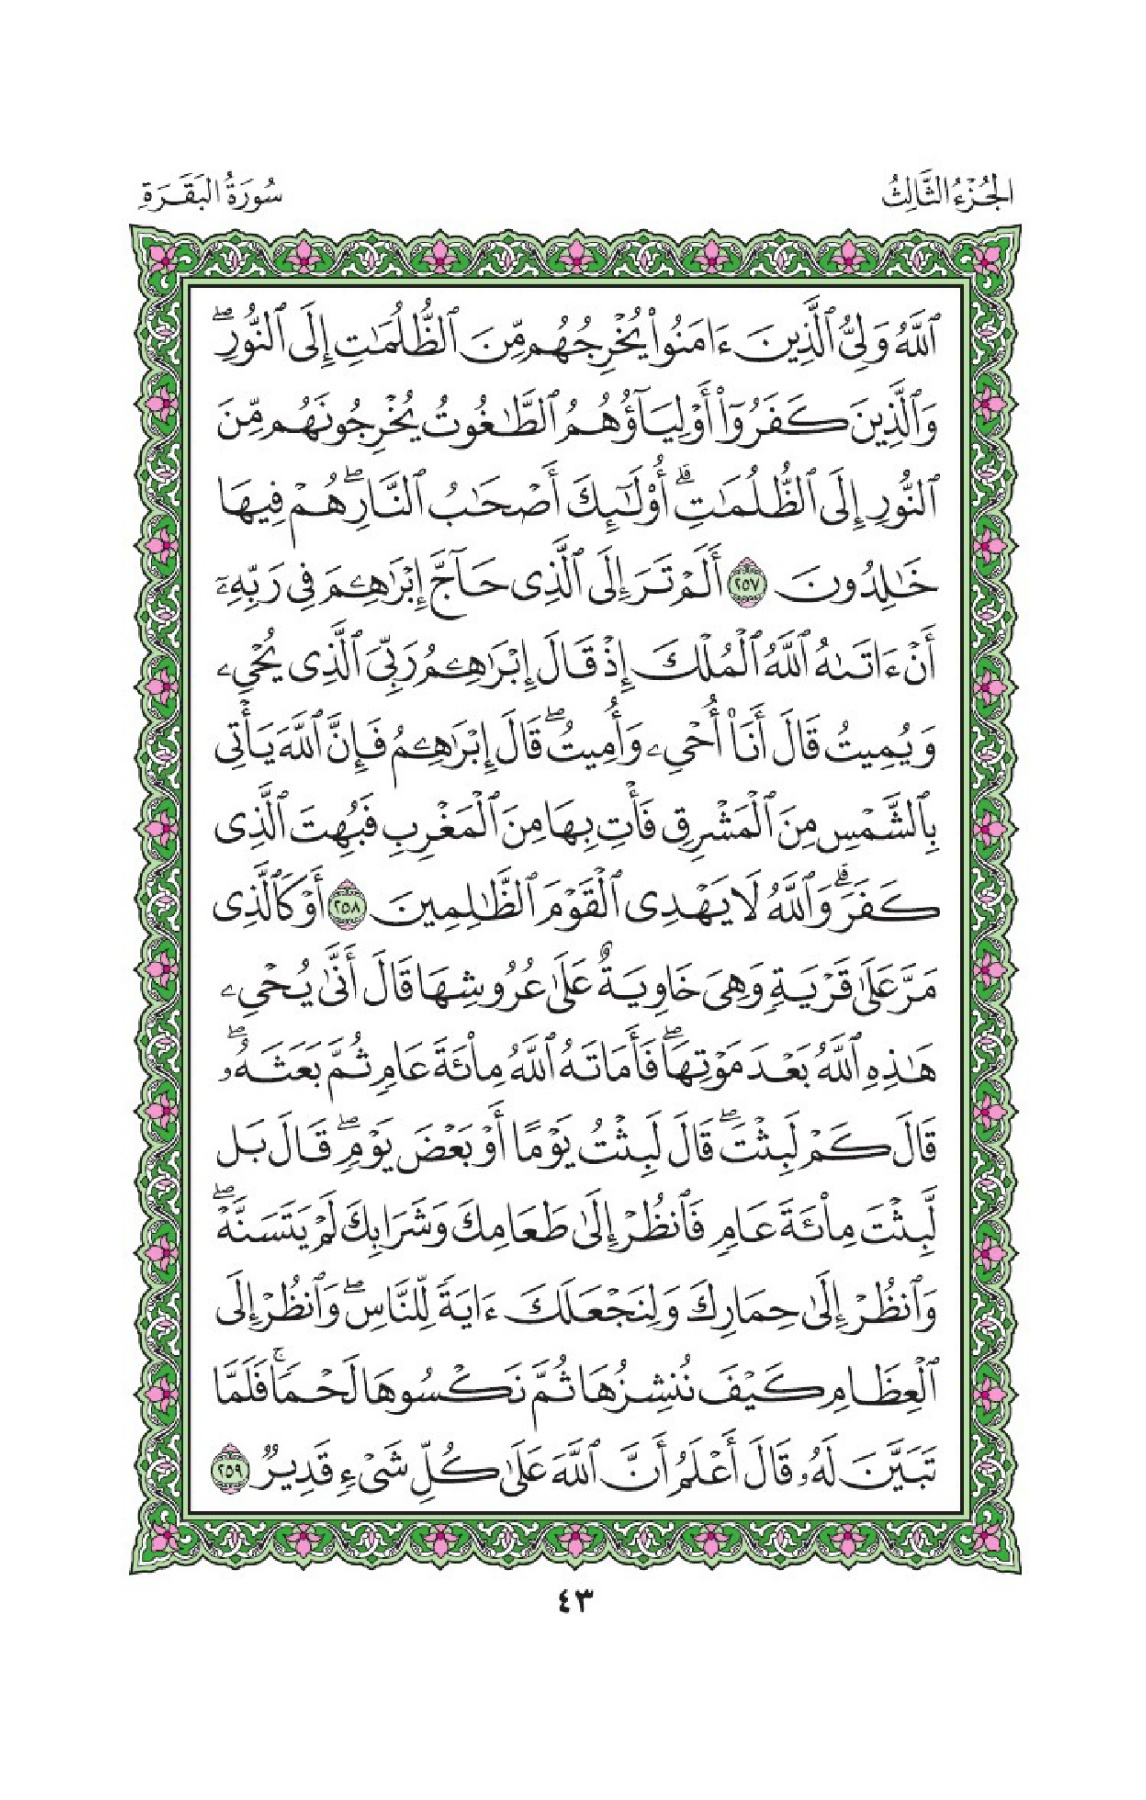 الجُزْءُ الثَّالِثُ
سُورَةُ البَقَرَةِ
ٱللَّهُ وَلِىُّ ٱلَّذِينَ ءَامَنُوا۟ يُخْرِجُهُم مِّنَ ٱلظُّلُمَٰتِ إِلَى ٱلنُّورِ ۖ
وَٱلَّذِينَ كَفَرُوٓا۟ أَوْلِيَآؤُهُمُ ٱلطَّٰغُوتُ يُخْرِجُونَهُم مِّنَ
ٱلنُّورِ إِلَى ٱلظُّلُمَٰتِ ۗ أُو۟لَٰٓئِكَ أَصْحَٰبُ ٱلنَّارِ ۖ هُمْ فِيهَا
خَٰلِدُونَ ٢٥٧ أَلَمْ تَرَ إِلَى ٱلَّذِى حَآجَّ إِبْرَٰهِۦمَ فِى رَبِّهِۦٓ
أَنْ ءَاتَىٰهُ ٱللَّهُ ٱلْمُلْكَ إِذْ قَالَ إِبْرَٰهِۦمُ رَبِّىَ ٱلَّذِى يُحْىِۦ
وَيُمِيتُ قَالَ أَنَا۠ أُحْىِۦ وَأُمِيتُ ۖ قَالَ إِبْرَٰهِۦمُ فَإِنَّ ٱللَّهَ يَأْتِى
بِٱلشَّمْسِ مِنَ ٱلْمَشْرِقِ فَأْتِ بِهَا مِنَ ٱلْمَغْرِبِ فَبُهِتَ ٱلَّذِى
كَفَرَ ۗ وَٱللَّهُ لَا يَهْدِى ٱلْقَوْمَ ٱلظَّٰلِمِينَ ٢٥٨ أَوْ كَٱلَّذِى
مَرَّ عَلَىٰ قَرْيَةٍ وَهِىَ خَاوِيَةٌ عَلَىٰ عُرُوشِهَا قَالَ أَنَّىٰ يُحْىِۦ
هَٰذِهِ ٱللَّهُ بَعْدَ مَوْتِهَا ۖ فَأَمَاتَهُ ٱللَّهُ مِا۟ئَةَ عَامٍ ثُمَّ بَعَثَهُۥ ۖ
قَالَ كَمْ لَبِثْتَ ۖ قَالَ لَبِثْتُ يَوْمًا أَوْ بَعْضَ يَوْمٍ ۖ قَالَ بَل
لَّبِثْتَ مِا۟ئَةَ عَامٍ فَٱنظُرْ إِلَىٰ طَعَامِكَ وَشَرَابِكَ لَمْ يَتَسَنَّهْ ۖ
وَٱنظُرْ إِلَىٰ حِمَارِكَ وَلِنَجْعَلَكَ ءَايَةً لِّلنَّاسِ ۖ وَٱنظُرْ إِلَى
ٱلْعِظَامِ كَيْفَ نُنشِزُهَا ثُمَّ نَكْسُوهَا لَحْمًا ۚ فَلَمَّا
تَبَيَّنَ لَهُۥ قَالَ أَعْلَمُ أَنَّ ٱللَّهَ عَلَىٰ كُلِّ شَىْءٍ قَدِيرٌ ٢٥٩
٤٣